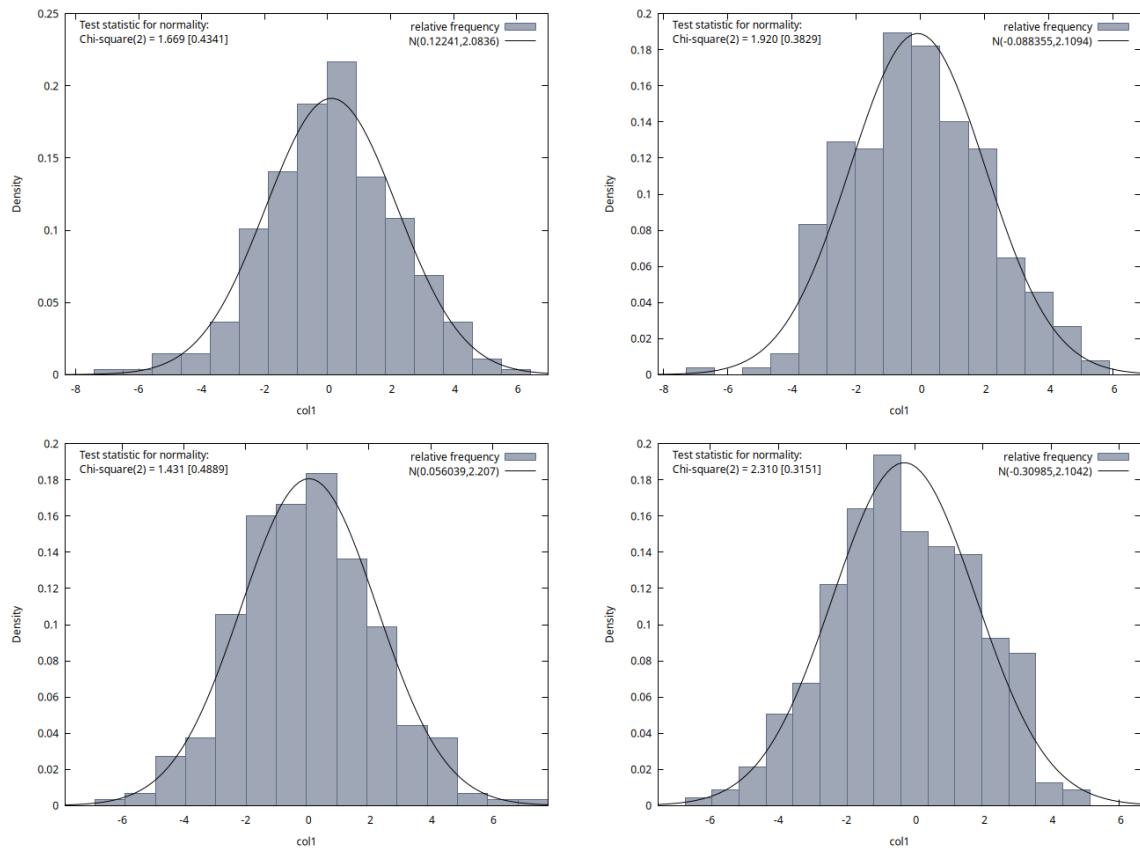 Test statistic for normality:
Chi-square(2) = 1.669 [0.4341]
relative frequency
N(0.12241,2.0836)
0.25
0.2
0.15
0.1
0.05
0
Density
-8 -6 -4 -2 0 2 4 6
col1
Test statistic for normality:
Chi-square(2) = 1.920 [0.3829]
relative frequency
N(-0.088355,2.1094)
0.2
0.18
0.16
0.14
0.12
0.1
0.08
0.06
0.04
0.02
0
Density
-8 -6 -4 -2 0 2 4 6
col1
Test statistic for normality:
Chi-square(2) = 1.431 [0.4889]
relative frequency
N(0.056039,2.207)
0.2
0.18
0.16
0.14
0.12
0.1
0.08
0.06
0.04
0.02
0
Density
-6 -4 -2 0 2 4 6
col1
Test statistic for normality:
Chi-square(2) = 2.310 [0.3151]
relative frequency
N(-0.30985,2.1042)
0.2
0.18
0.16
0.14
0.12
0.1
0.08
0.06
0.04
0.02
0
Density
-6 -4 -2 0 2 4 6
col1